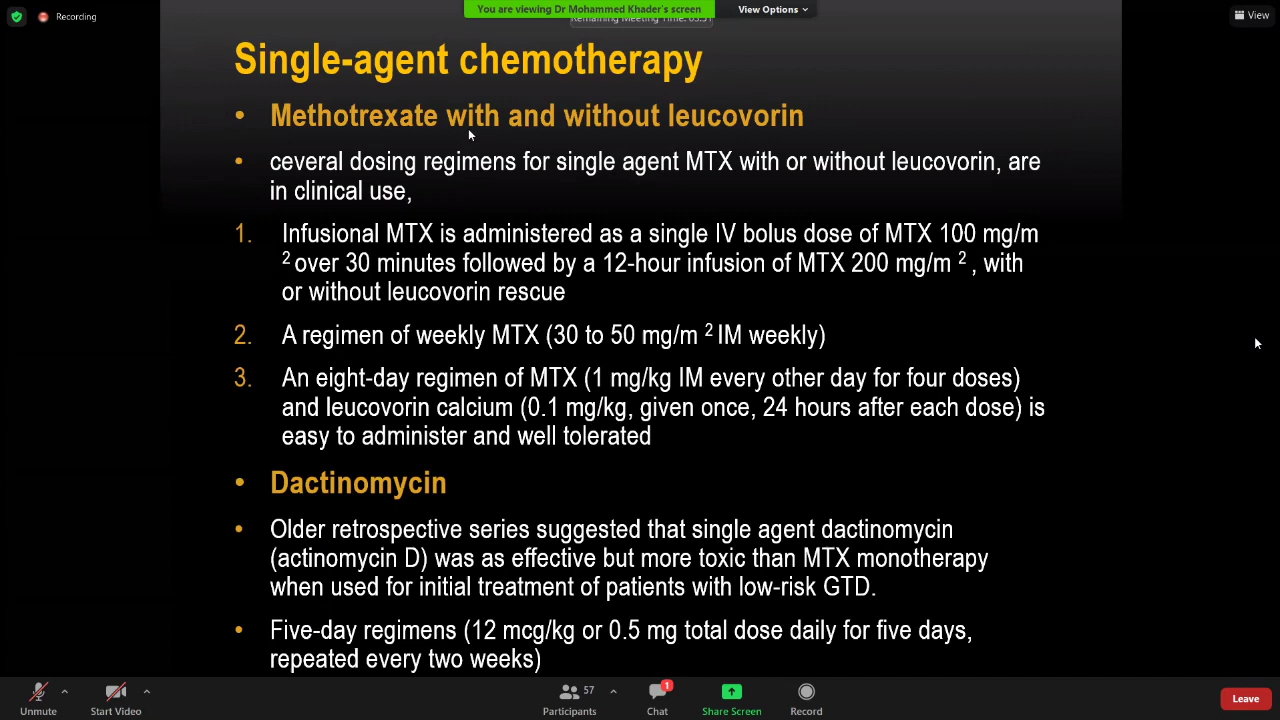 Recording
You are viewing Dr Mohammed Khader's screen
View Options
View
Single-agent chemotherapy
• Methotrexate with and without leucovorin
• ceveral dosing regimens for single agent MTX with or without leucovorin, are
in clinical use,
1. Infusional MTX is administered as a single IV bolus dose of MTX 100 mg/m
2 over 30 minutes followed by a 12-hour infusion of MTX 200 mg/m 2 , with
or without leucovorin rescue
2. A regimen of weekly MTX (30 to 50 mg/m 2 IM weekly)
3. An eight-day regimen of MTX (1 mg/kg IM every other day for four doses)
and leucovorin calcium (0.1 mg/kg, given once, 24 hours after each dose) is
easy to administer and well tolerated
• Dactinomycin
• Older retrospective series suggested that single agent dactinomycin
(actinomycin D) was as effective but more toxic than MTX monotherapy
when used for initial treatment of patients with low-risk GTD.
• Five-day regimens (12 mcg/kg or 0.5 mg total dose daily for five days,
repeated every two weeks)
Unmute
Start Video
57
Participants
1
Chat
Share Screen
Record
Leave